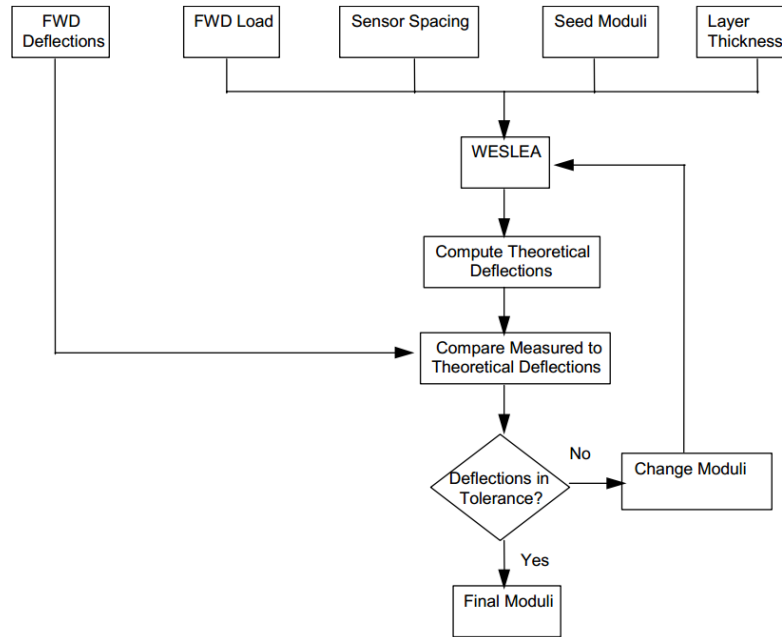 FWD
Deflections
FWD Load
Sensor Spacing
Seed Moduli
Layer
Thickness
WESLEA
Compute Theoretical
Deflections
Compare Measured to
Theoretical Deflections
Deflections in
Tolerance?
No
Change Moduli
Yes
Final Moduli